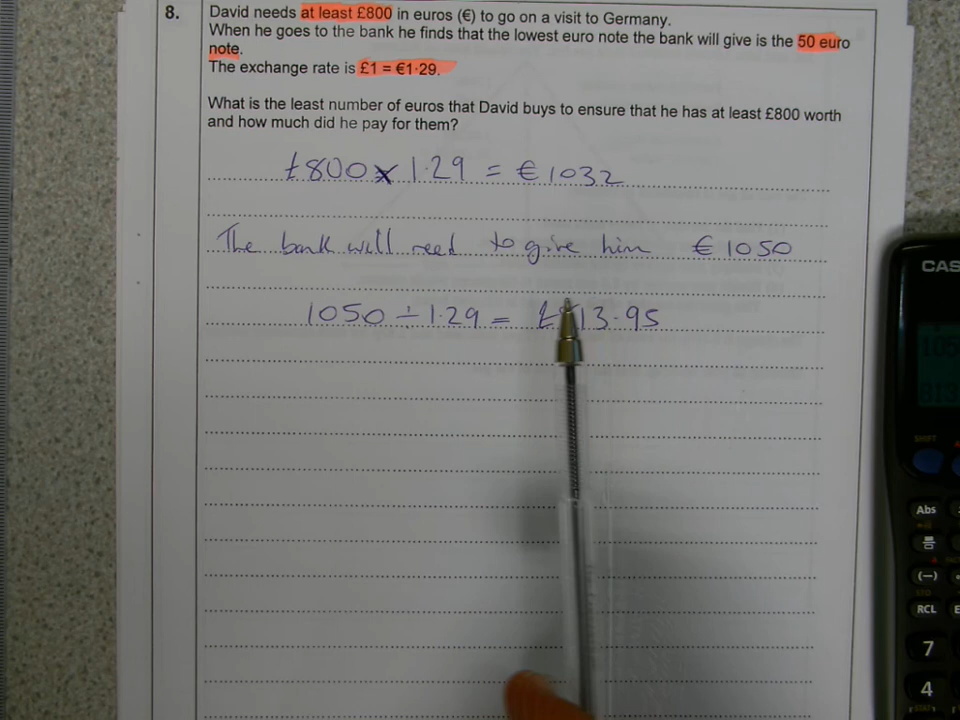 8. David needs at least £800 in euros (€) to go on a visit to Germany.
When he goes to the bank he finds that the lowest euro note the bank will give is the 50 euro
note.
The exchange rate is £1 = €1·29.
What is the least number of euros that David buys to ensure that he has at least £800 worth
and how much did he pay for them?
£800 × 1.29 = € 1032
The bank will need to give him € 1050
1050 ÷ 1.29 = £813.95
CAS
SHIFT
Abs
(−)
RCL
7
4